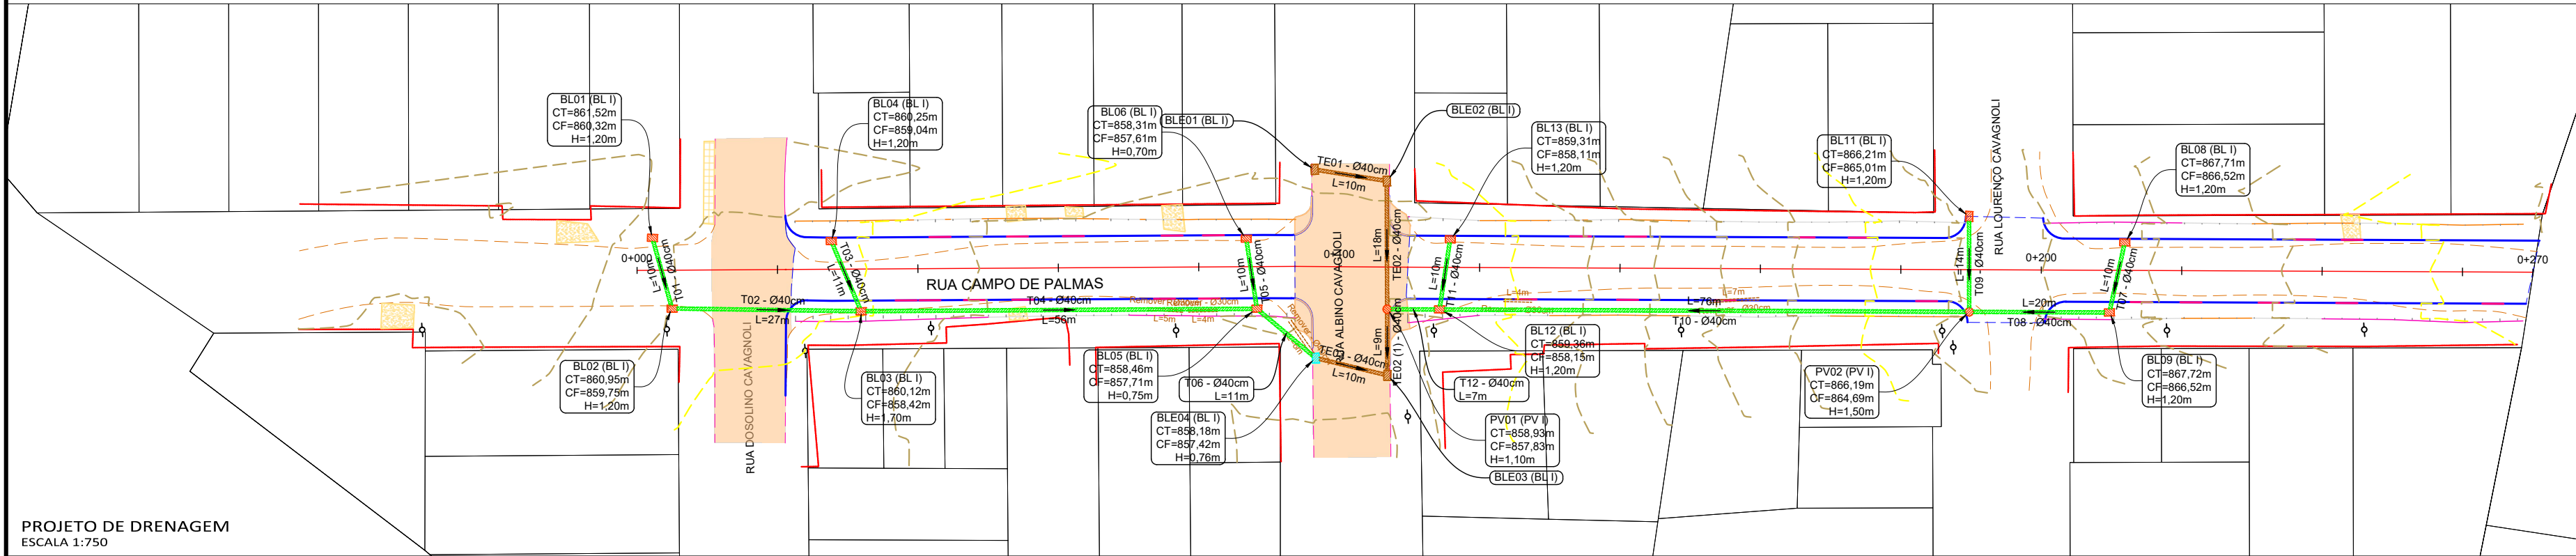 BL01 (BL I)
CT=861,52m
CF=860,32m
H=1,20m
BL04 (BL I)
CT=860,25m
CF=859,04m
H=1,20m
BL06 (BL I)
CT=858,31m
CF=857,61m
H=0,70m
BLE01 (BL I)
BLE02 (BL I)
BL13 (BL I)
CT=859,31m
CF=858,11m
H=1,20m
BL11 (BL I)
CT=866,21m
CF=865,01m
H=1,20m
RUA LOURENÇO CAVAGNOLI
BL08 (BL I)
CT=867,71m
CF=866,52m
H=1,20m
TE01 - Ø40cm
L=10m
0+000
L=10m
T01 - Ø40cm
T03 - Ø40cm
L=11m
RUA CAMPO DE PALMAS
L=10m
T05 - Ø40cm
RUA ALBINO CAVAGNOLI
L=18m
TE02 - Ø40cm
L=10m
T11 - Ø40cm
L=14m
T09 - Ø40cm
0+200
L=10m
T07 - Ø40cm
0+270
T02 - Ø40cm
L=27m
T04 - Ø40cm
L=56m
L=5m
L=4m
Remover
L=4m
L=7m
L=76m
T10 - Ø40cm
L=20m
T08 - Ø40cm
L=9m
TE02 (1) - Ø40cm
TE03 - Ø40cm
L=10m
RUA DOSOLINO CAVAGNOLI
BL02 (BL I)
CT=860,95m
CF=859,75m
H=1,20m
BL03 (BL I)
CT=860,12m
CF=858,42m
H=1,70m
BL05 (BL I)
CT=858,46m
CF=857,71m
H=0,75m
T06 - Ø40cm
L=11m
BLE04 (BL I)
CT=858,18m
CF=857,42m
H=0,76m
BL12 (BL I)
CT=859,36m
CF=858,15m
H=1,20m
T12 - Ø40cm
L=7m
PV01 (PV I)
CT=858,93m
CF=857,83m
H=1,10m
BLE03 (BL I)
PV02 (PV I)
CT=866,19m
CF=864,69m
H=1,50m
BL09 (BL I)
CT=867,72m
CF=866,52m
H=1,20m
PROJETO DE DRENAGEM
ESCALA 1:750